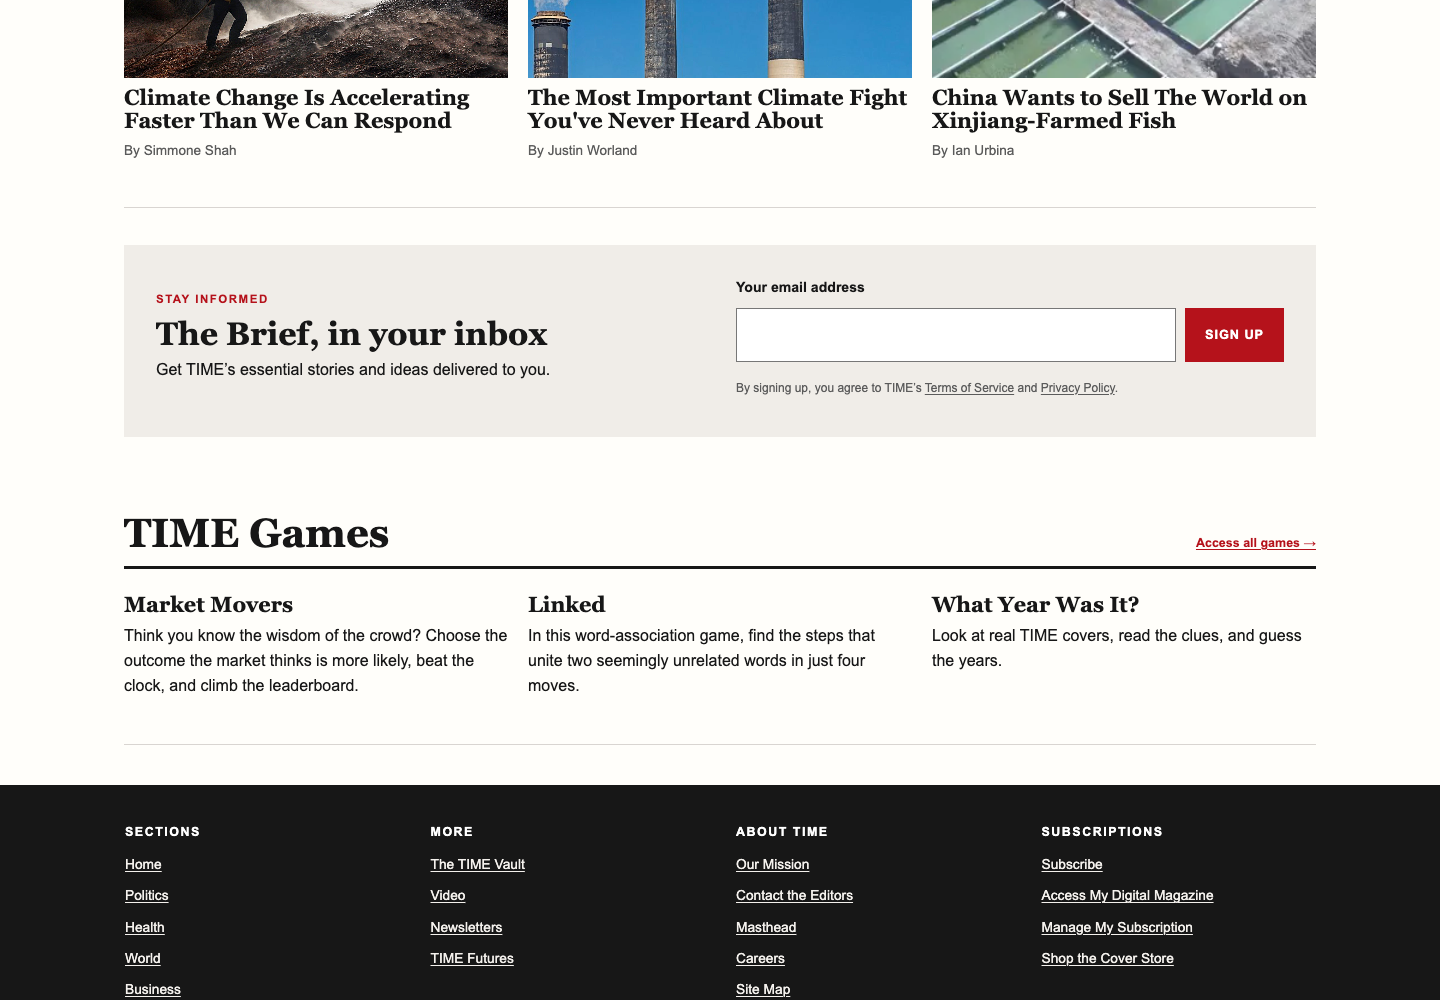 Climate Change Is Accelerating
Faster Than We Can Respond
By Simmone Shah
The Most Important Climate Fight
You've Never Heard About
By Justin Worland
China Wants to Sell The World on
Xinjiang-Farmed Fish
By Ian Urbina
STAY INFORMED
The Brief, in your inbox
Get TIME’s essential stories and ideas delivered to you.
Your email address
SIGN UP
By signing up, you agree to TIME’s Terms of Service and Privacy Policy.
TIME Games
Access all games →
Market Movers
Think you know the wisdom of the crowd? Choose the
outcome the market thinks is more likely, beat the
clock, and climb the leaderboard.
Linked
In this word-association game, find the steps that
unite two seemingly unrelated words in just four
moves.
What Year Was It?
Look at real TIME covers, read the clues, and guess
the years.
SECTIONS
Home
Politics
Health
World
Business
MORE
The TIME Vault
Video
Newsletters
TIME Futures
ABOUT TIME
Our Mission
Contact the Editors
Masthead
Careers
Site Map
SUBSCRIPTIONS
Subscribe
Access My Digital Magazine
Manage My Subscription
Shop the Cover Store